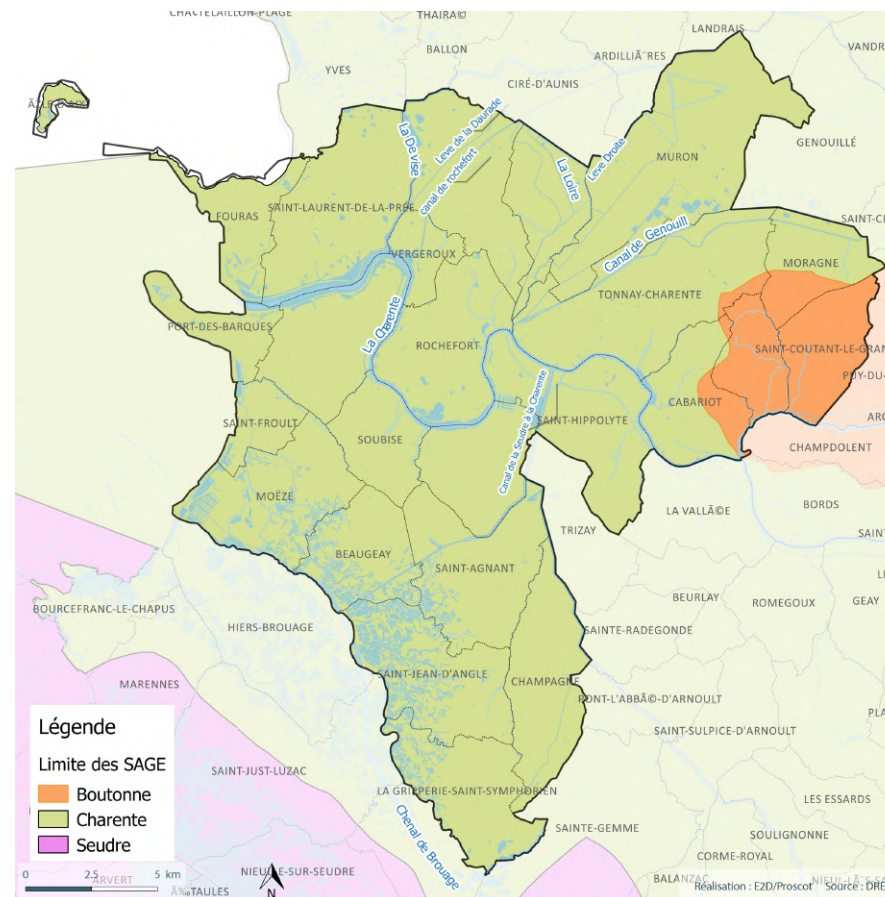 CHATELAILLON-PLAGE
THAIRÃ©
LANDRAIS
BALLON
ARDILLIÃ¨RES
VANDR
YVES
CIRÉ-D'AUNIS
GENOUILLÉ
La Devise
Leve de la Daurade
canal de rochefort
La Loire
Leve Droite
MURON
FOURAS
SAINT-LAURENT-DE-LA-PRÉE
VERGEROUX
Canal de Genouill
SAINT-C
MORAGNE
TONNAY-CHARENTE
PORT-DES-BARQUES
La Charente
ROCHEFORT
SAINT-COUTANT-LE-GRAN
PUY-DU-
CABARIOT
Canal de la Seudre à la Charente
SAINT-HIPPOLYTE
ARC
SAINT-FROULT
SOUBISE
CHAMPDOLENT
MOËZE
LA VALLÃ©E
BORDS
TRIZAY
SAINT
BEAUGEAY
SAINT-AGNANT
BOURCEFRANC-LE-CHAPUS
BEURLAY
ROMEGOUX
GEAY
HIERS-BROUAGE
SAINTE-RADEGONDE
MARENNES
SAINT-JEAN-D'ANGLE
CHAMPAGNE
PONT-L'ABBÃ©-D'ARNOULT
PLA
SAINT-SULPICE-D'ARNOULT
Légende
Limite des SAGE
Boutonne
Charente
Seudre
SAINT-JUST-LUZAC
LA GRIPPERIE-SAINT-SYMPHORIEN
LES ESSARDS
Chenal de Brouage
SAINTE-GEMME
SOULIGNONNE
CORME-ROYAL
0 2.5 5 km
ARVERT
Ã‰TAULES
NIEULLE-SUR-SEUDRE
N
BALANZAC
Réalisation : E2D/Proscot Source : DRE